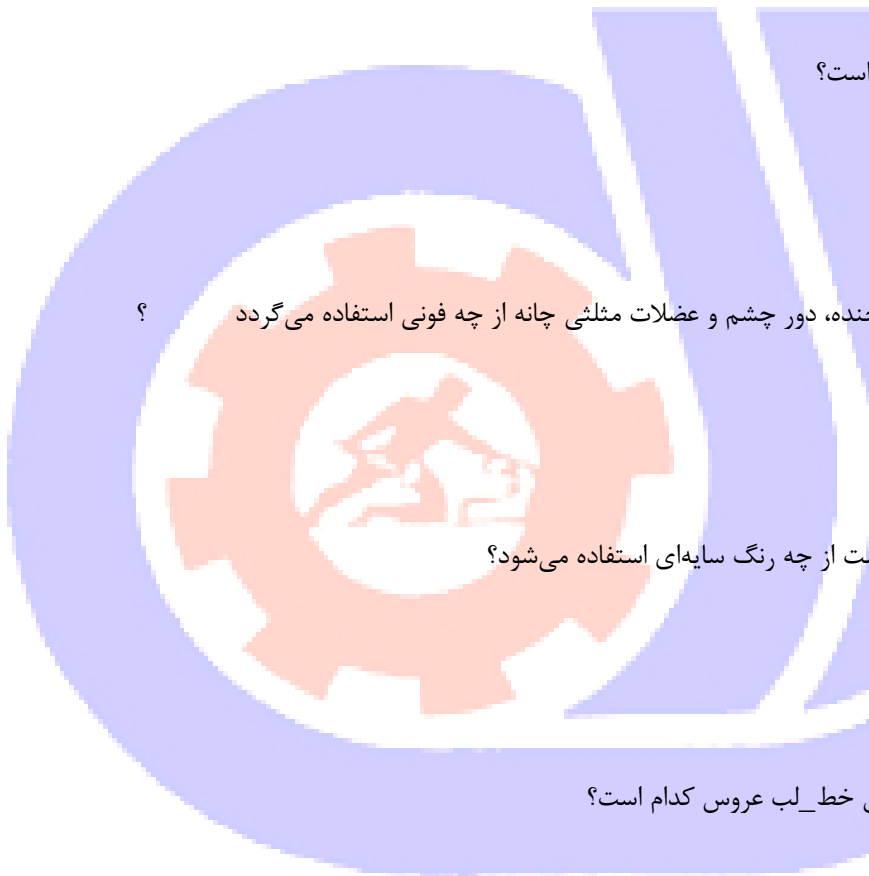 است؟
خنده، دور چشم و عضلات مثلثی چانه از چه فونی استفاده می‌گردد ؟
از چه رنگ سایه‌ای استفاده می‌شود؟
خط_لب عروس کدام است؟